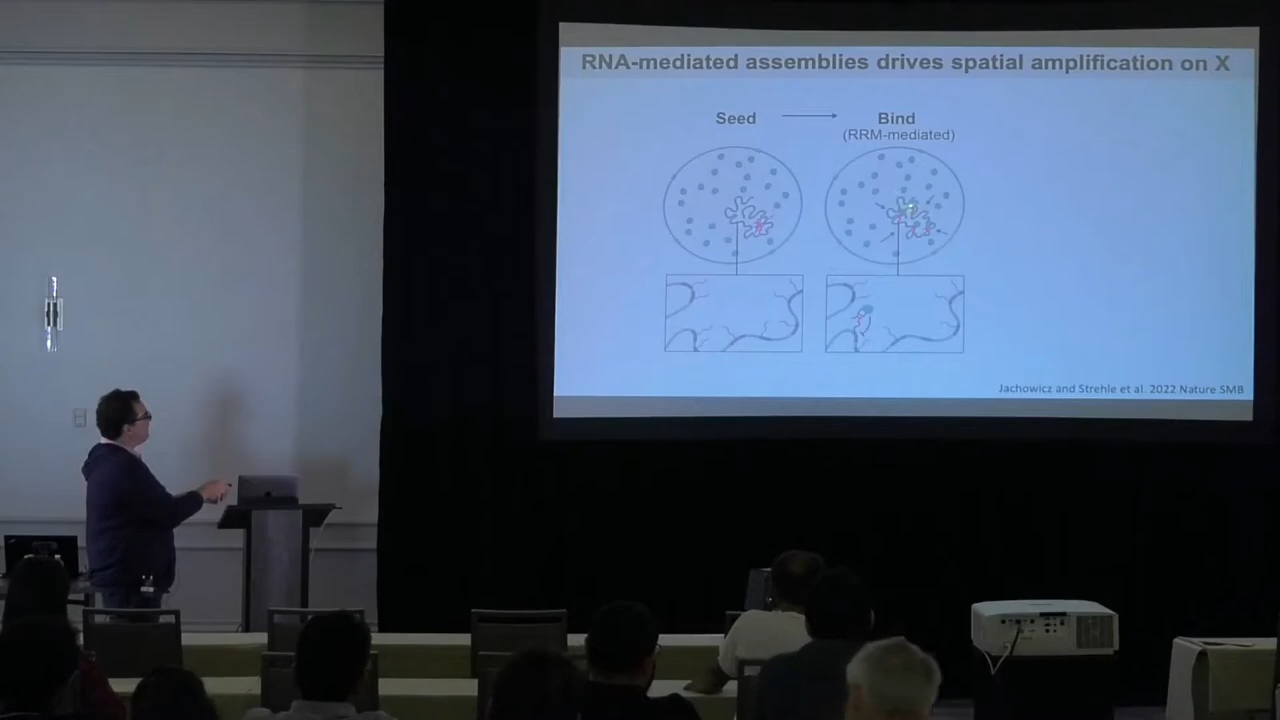 RNA-mediated assemblies drives spatial amplification on X
Seed
Bind
(RRM-mediated)
Jachowicz and Strehle et al. 2022 Nature SMB